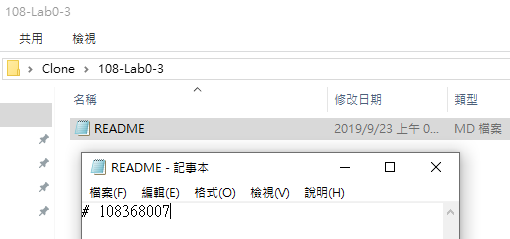 108-Lab0-3
共用 檢視
Clone 108-Lab0-3
名稱 修改日期 類型
README 2019/9/23 上午 0... MD 檔案
README - 記事本
檔案(F) 編輯(E) 格式(O) 檢視(V) 說明(H)
# 108368007